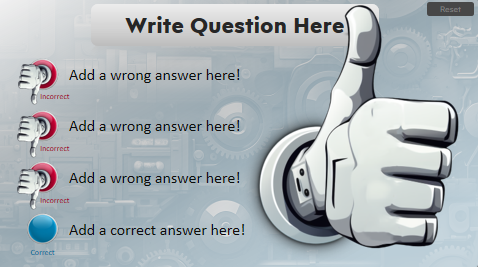 Reset
Write Question Here
Add a wrong answer here!
Incorrect
Add a wrong answer here!
Incorrect
Add a wrong answer here!
Incorrect
Add a correct answer here!
Correct